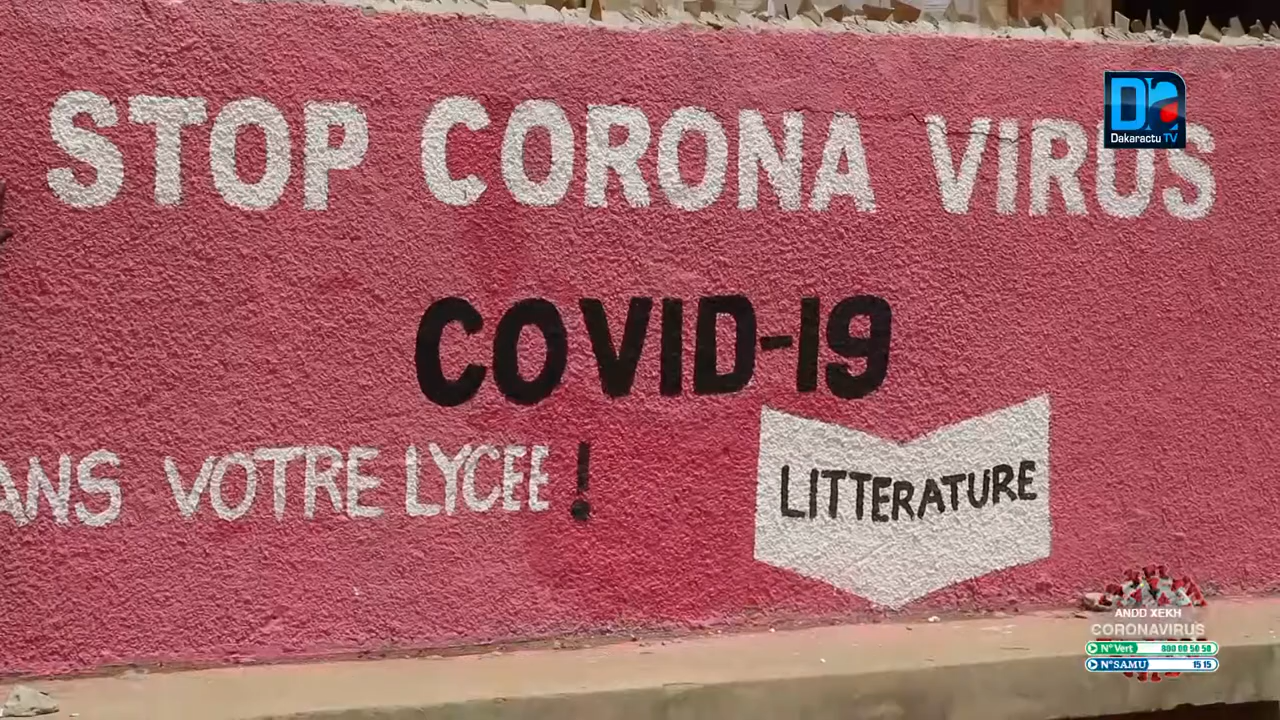 STOP CORONA VIRUS
Dakaractu TV
COVID-19
ANS VOTRE LYCEE !
LITTERATURE
ANDD XEKH
CORONAVIRUS
N° Vert 800 00 50 50
N° SAMU 15 15